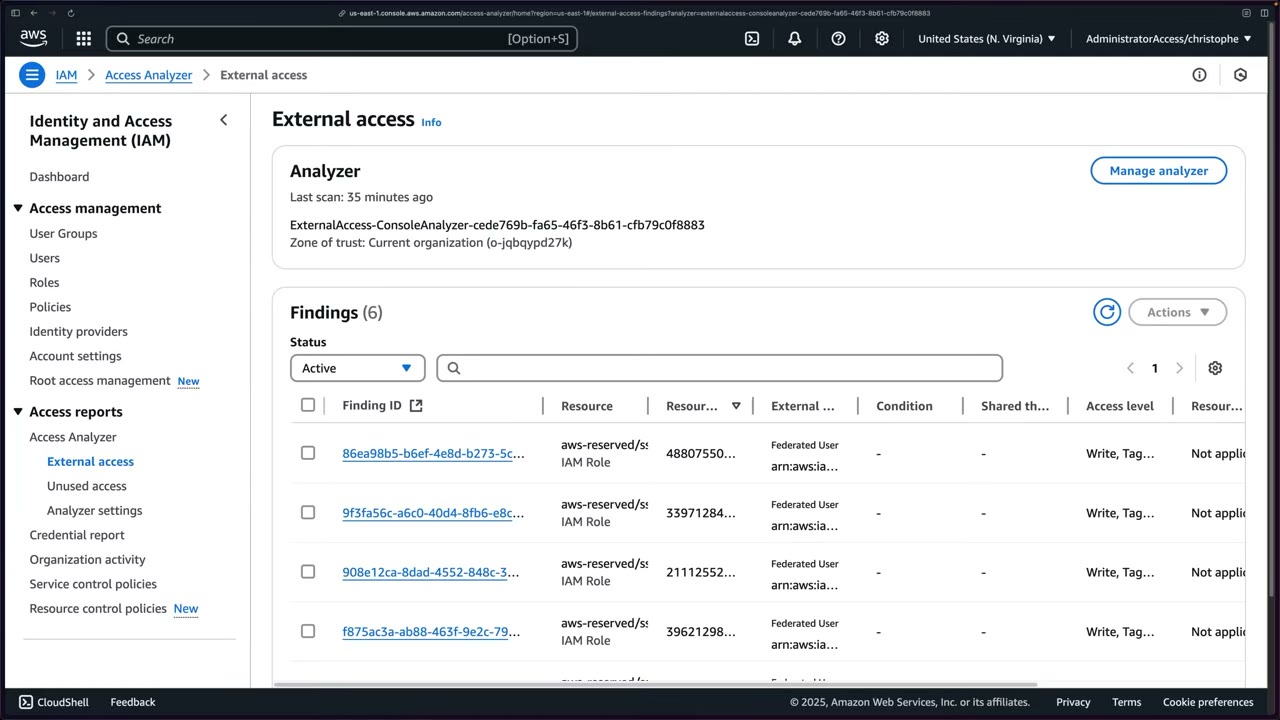 us-east-1.console.aws.amazon.com/access-analyzer/home?region=us-east-1#/external-access-findings?analyzer=externalaccess-consoleanalyzer-cede769b-fa65-46f3-8b61-cfb79c0f8883
aws
Search
[Option+S]
United States (N. Virginia)
AdministratorAccess/christophe
IAM
Access Analyzer
External access
Identity and Access
Management (IAM)
Dashboard
Access management
User Groups
Users
Roles
Policies
Identity providers
Account settings
Root access management New
Access reports
Access Analyzer
External access
Unused access
Analyzer settings
Credential report
Organization activity
Service control policies
Resource control policies New
External access Info
Analyzer
Manage analyzer
Last scan: 35 minutes ago
ExternalAccess-ConsoleAnalyzer-cede769b-fa65-46f3-8b61-cfb79c0f8883
Zone of trust: Current organization (o-jqbqypd27k)
Findings (6)
Actions
Status
Active
1
Finding ID
Resource
Resour...
External ...
Condition
Shared th...
Access level
Resour...
86ea98b5-b6ef-4e8d-b273-5c...
aws-reserved/ss
IAM Role
48807550...
Federated User
arn:aws:ia...
-
-
Write, Tag...
Not applic
9f3fa56c-a6c0-40d4-8fb6-e8c...
aws-reserved/ss
IAM Role
33971284...
Federated User
arn:aws:ia...
-
-
Write, Tag...
Not applic
908e12ca-8dad-4552-848c-3...
aws-reserved/ss
IAM Role
21112552...
Federated User
arn:aws:ia...
-
-
Write, Tag...
Not applic
f875ac3a-ab88-463f-9e2c-79...
aws-reserved/ss
IAM Role
39621298...
Federated User
arn:aws:ia...
-
-
Write, Tag...
Not applic
CloudShell
Feedback
© 2025, Amazon Web Services, Inc. or its affiliates.
Privacy
Terms
Cookie preferences